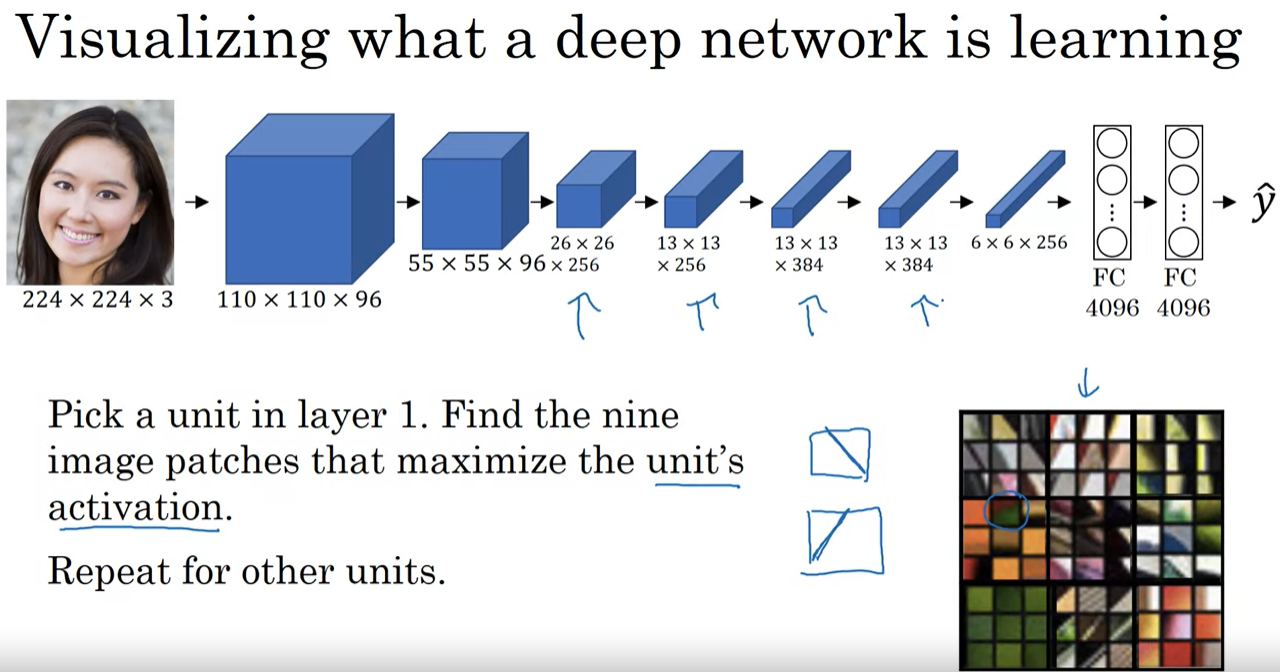 Visualizing what a deep network is learning
224 × 224 × 3
110 × 110 × 96
55 × 55 × 96
26 × 26
× 256
13 × 13
× 256
13 × 13
× 384
13 × 13
× 384
6 × 6 × 256
FC
4096
FC
4096
ŷ
Pick a unit in layer 1. Find the nine
image patches that maximize the unit’s
activation.
Repeat for other units.